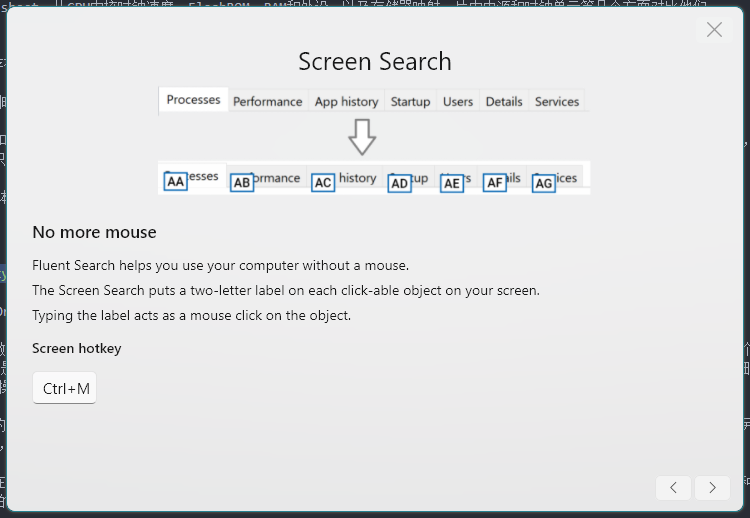 Screen Search
Processes Performance App history Startup Users Details Services
AA esses AB ormance AC history AD up AE s AF ils AG ices
No more mouse
Fluent Search helps you use your computer without a mouse.
The Screen Search puts a two-letter label on each click-able object on your screen.
Typing the label acts as a mouse click on the object.
Screen hotkey
Ctrl+M